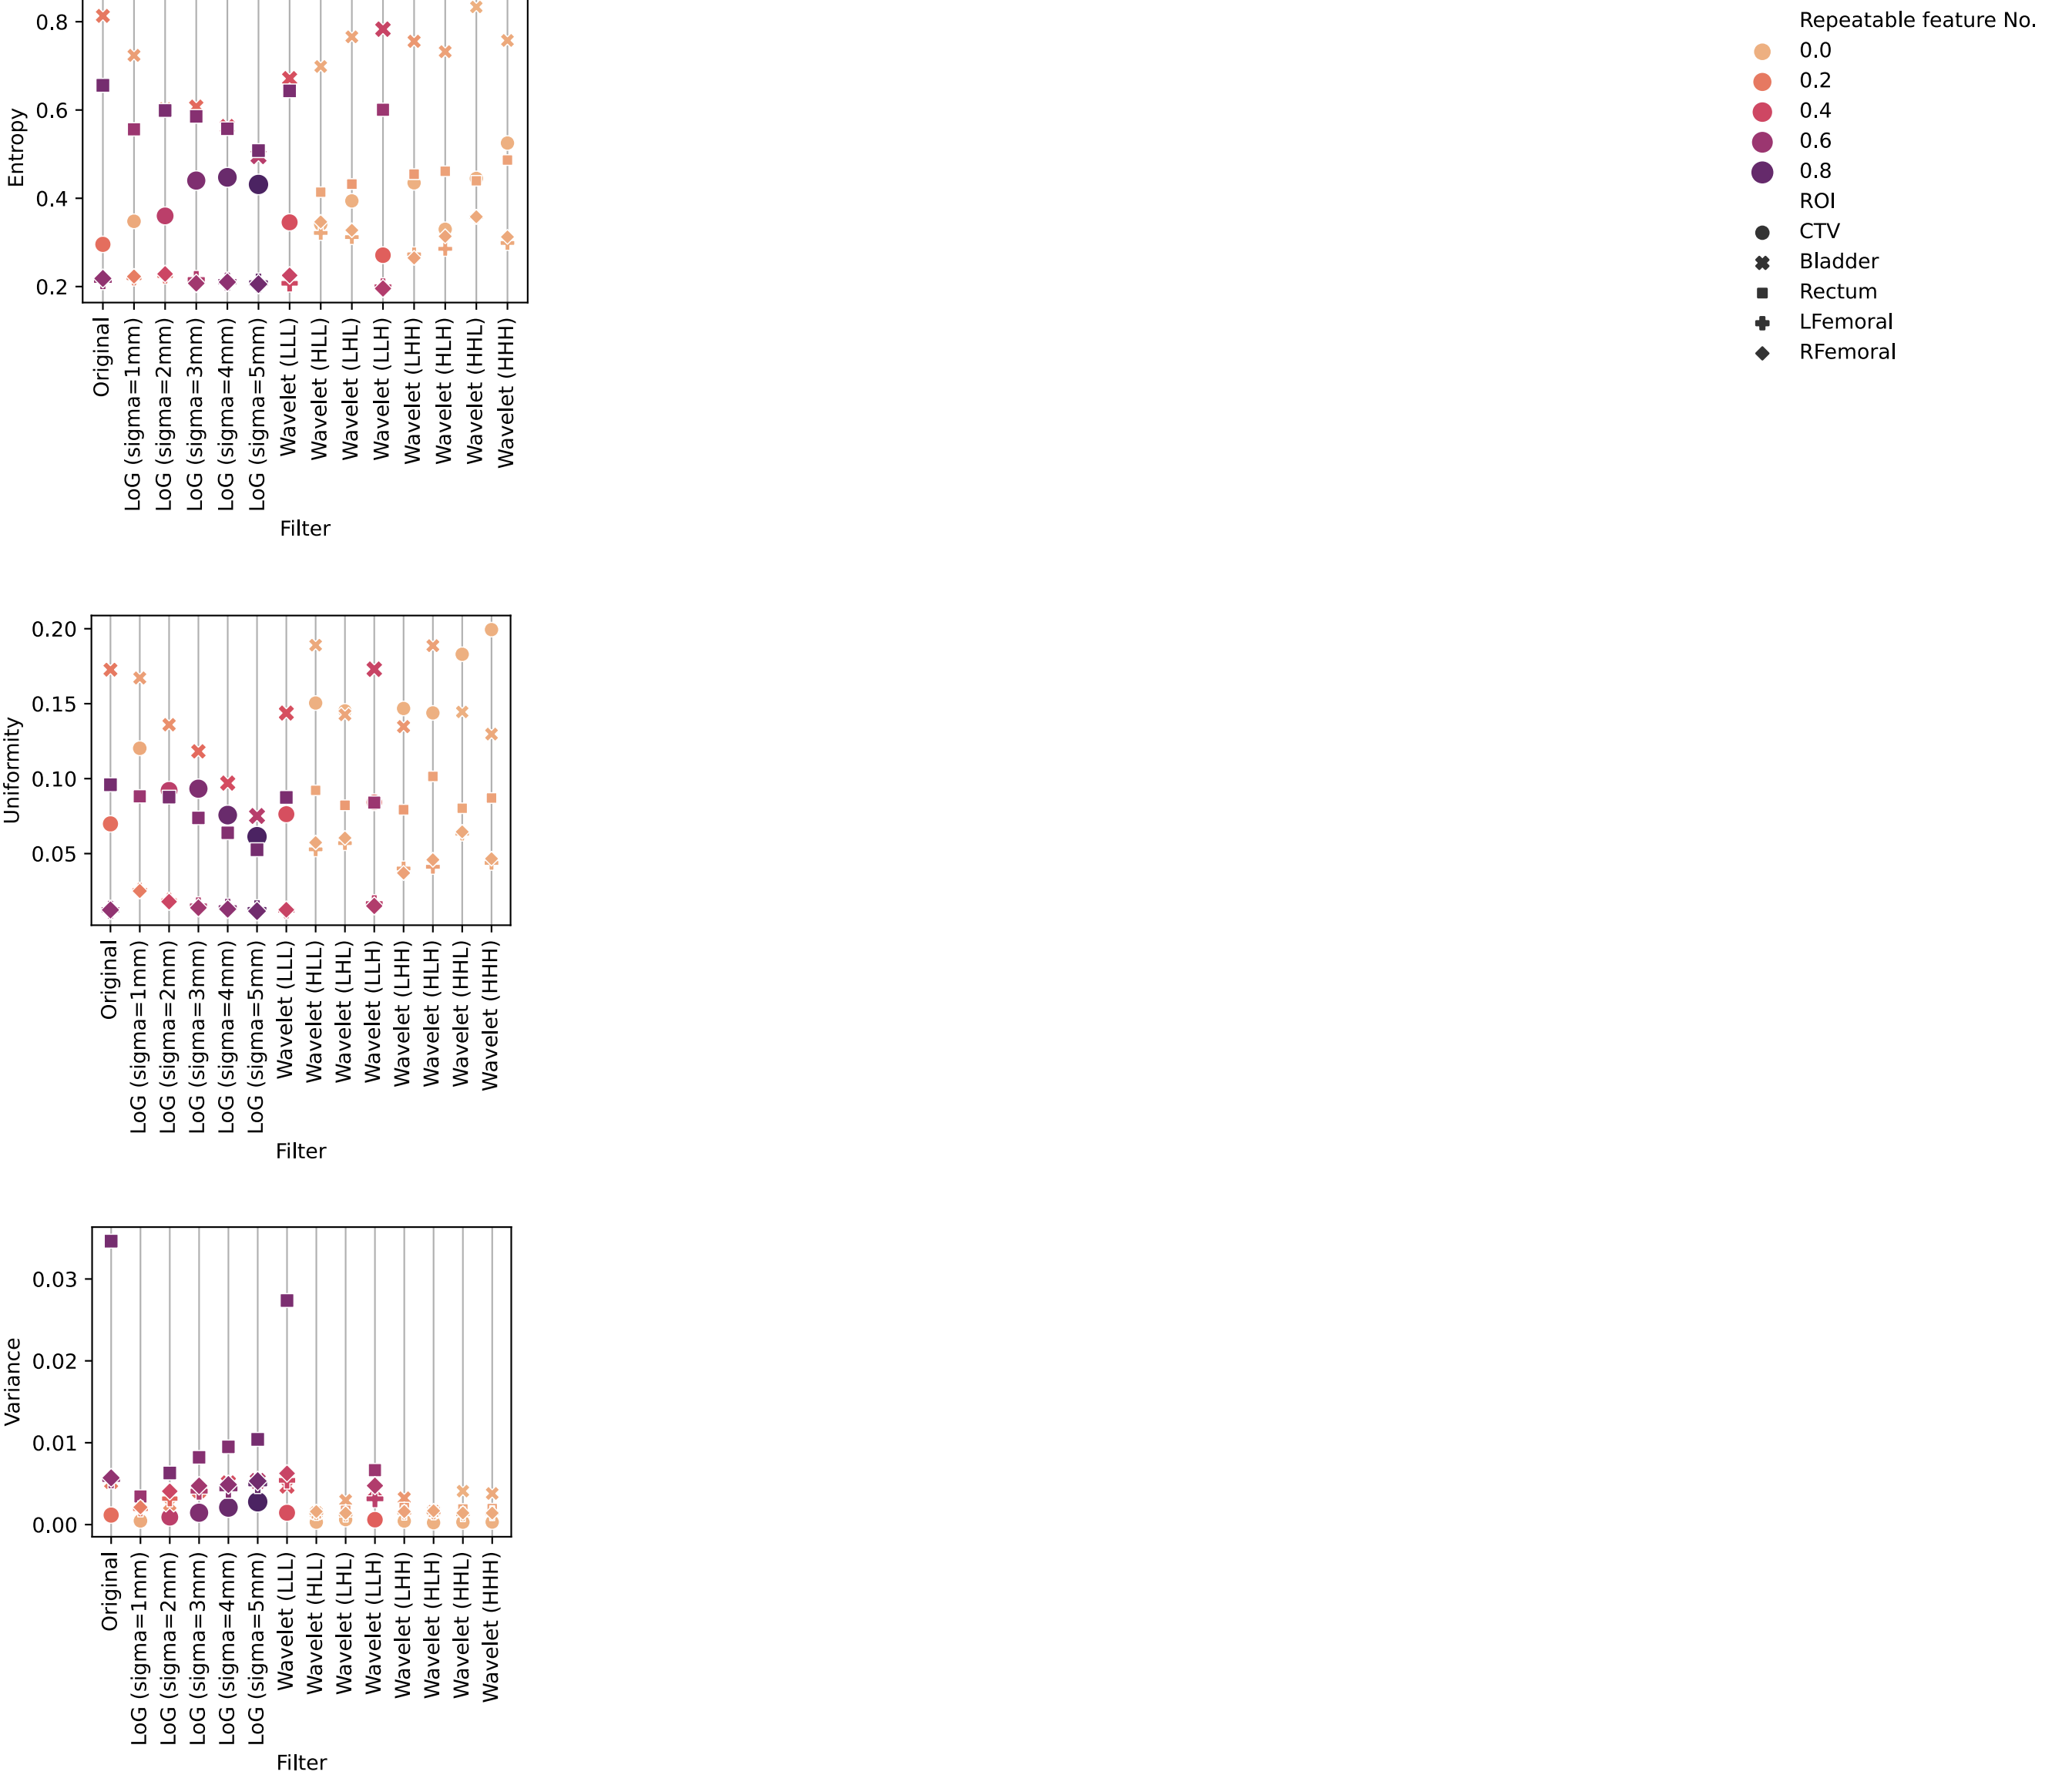 0.8
0.6
0.4
0.2
Entropy
Original
LoG (sigma=1mm)
LoG (sigma=2mm)
LoG (sigma=3mm)
LoG (sigma=4mm)
LoG (sigma=5mm)
Wavelet (LLL)
Wavelet (HLL)
Wavelet (LHL)
Wavelet (LLH)
Wavelet (LHH)
Wavelet (HLH)
Wavelet (HHL)
Wavelet (HHH)
Filter
Repeatable feature No.
0.0
0.2
0.4
0.6
0.8
ROI
CTV
Bladder
Rectum
LFemoral
RFemoral
0.20
0.15
0.10
0.05
Uniformity
Original
LoG (sigma=1mm)
LoG (sigma=2mm)
LoG (sigma=3mm)
LoG (sigma=4mm)
LoG (sigma=5mm)
Wavelet (LLL)
Wavelet (HLL)
Wavelet (LHL)
Wavelet (LLH)
Wavelet (LHH)
Wavelet (HLH)
Wavelet (HHL)
Wavelet (HHH)
Filter
0.03
0.02
0.01
0.00
Variance
Original
LoG (sigma=1mm)
LoG (sigma=2mm)
LoG (sigma=3mm)
LoG (sigma=4mm)
LoG (sigma=5mm)
Wavelet (LLL)
Wavelet (HLL)
Wavelet (LHL)
Wavelet (LLH)
Wavelet (LHH)
Wavelet (HLH)
Wavelet (HHL)
Wavelet (HHH)
Filter